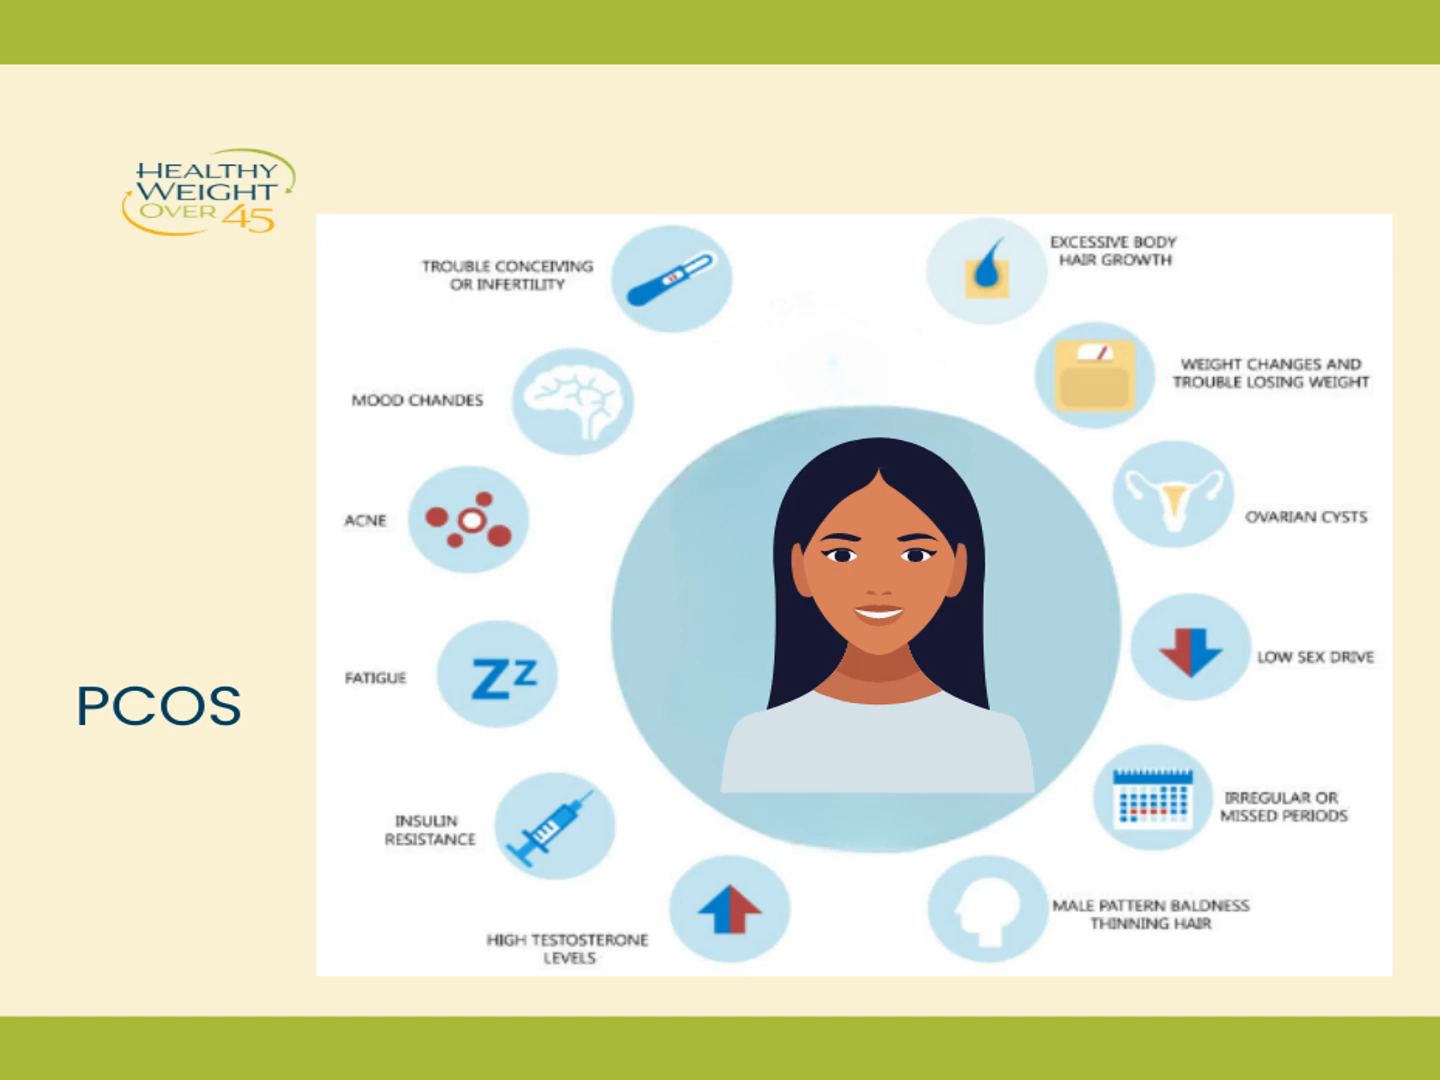 HEALTHY
WEIGHT
OVER 45
TROUBLE CONCEIVING
OR INFERTILITY
EXCESSIVE BODY
HAIR GROWTH
MOOD CHANDES
WEIGHT CHANGES AND
TROUBLE LOSING WEIGHT
ACNE
OVARIAN CYSTS
FATIGUE
Zz
LOW SEX DRIVE
PCOS
INSULIN
RESISTANCE
IRREGULAR OR
MISSED PERIODS
HIGH TESTOSTERONE
LEVELS
MALE PATTERN BALDNESS
THINNING HAIR